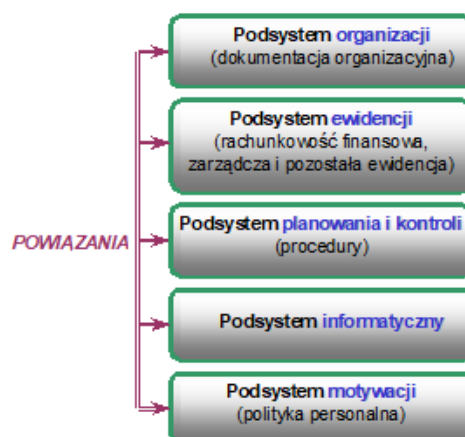 Podsystem organizacji
(dokumentacja organizacyjna)
Podsystem ewidencji
(rachunkowość finansowa,
zarządcza i pozostała ewidencja)
Podsystem planowania i kontroli
(procedury)
POWIĄZANIA
Podsystem informatyczny
Podsystem motywacji
(polityka personalna)